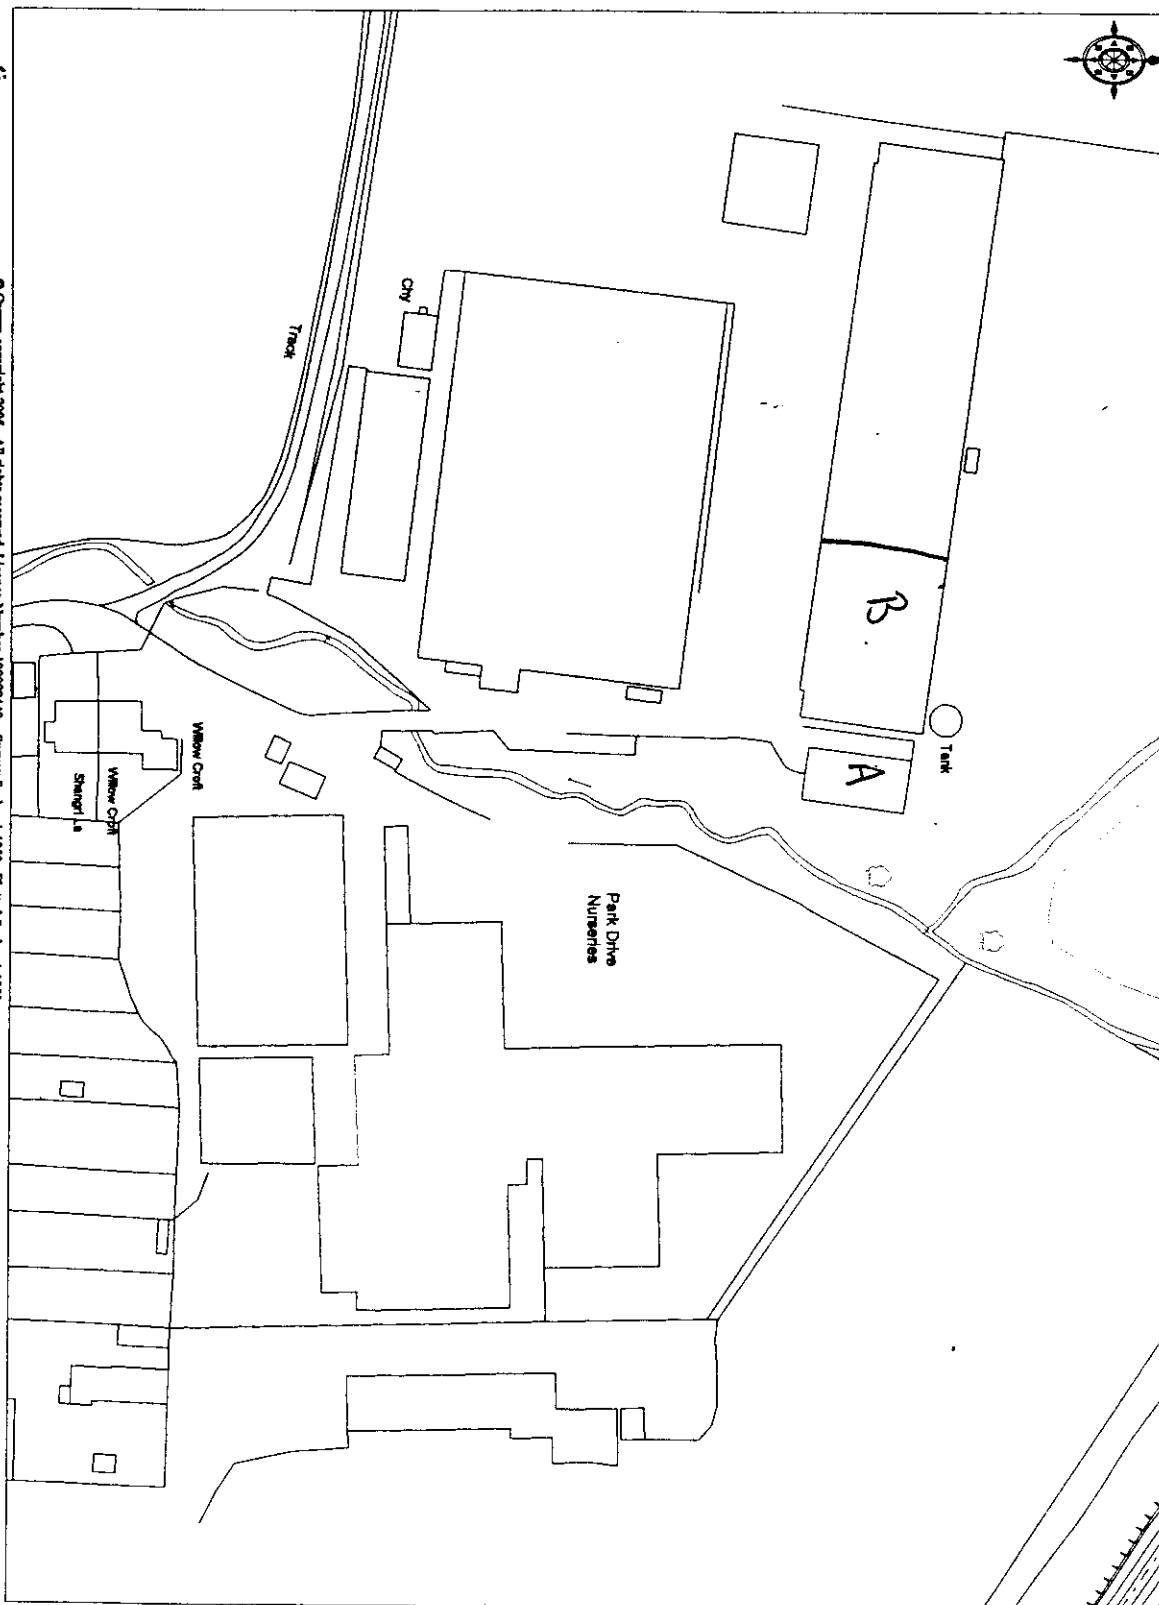 Tank
B
A
Chy
Track
Park Drive
Nurseries
Willow Croft
Willow Croft
Shangri La